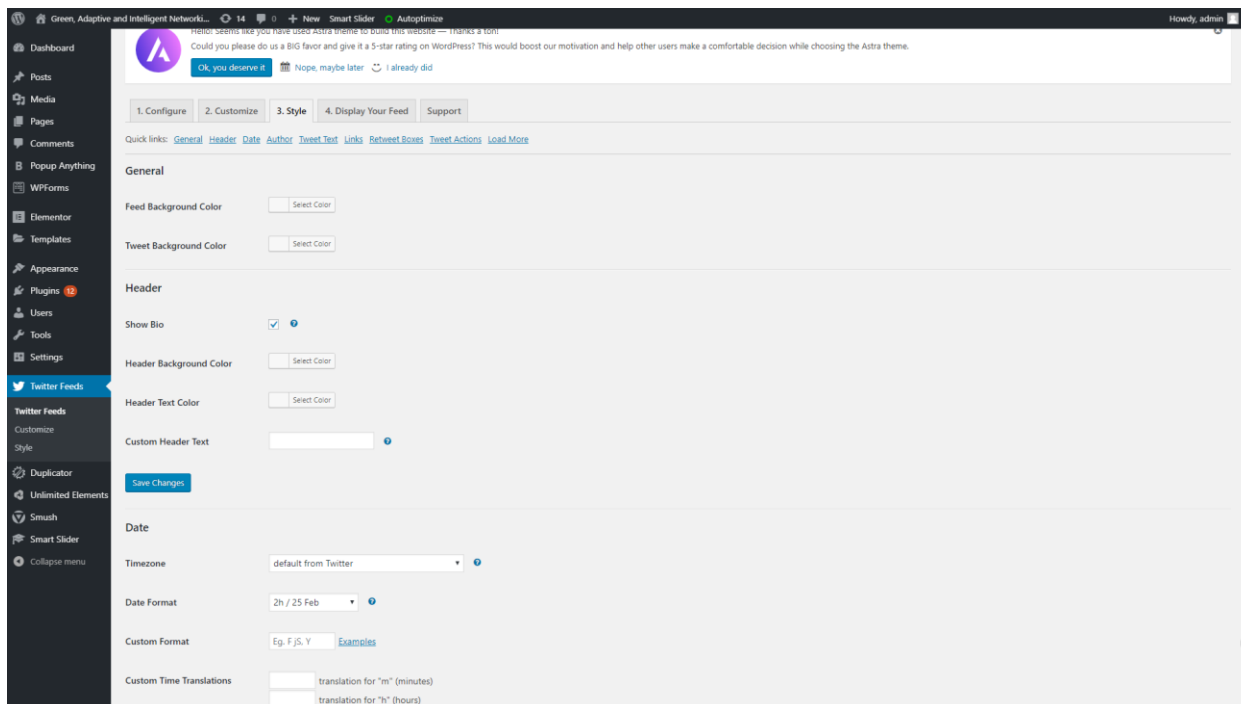 Green, Adaptive and Intelligent Networki... 14 0 New Smart Slider Autoptimize Howdy, admin
Hello! Seems like you have used Astra theme to build this website — Thanks a ton!
Could you please do us a BIG favor and give it a 5-star rating on WordPress? This would boost our motivation and help other users make a comfortable decision while choosing the Astra theme.
Ok, you deserve it Nope, maybe later I already did
Dashboard
Posts
Media
Pages
Comments
B Popup Anything
WPForms
Elementor
Templates
Appearance
Plugins 12
Users
Tools
Settings
Twitter Feeds
Twitter Feeds
Customize
Style
Duplicator
Unlimited Elements
Smush
Smart Slider
Collapse menu
1. Configure 2. Customize 3. Style 4. Display Your Feed Support
Quick links: General Header Date Author Tweet Text Links Retweet Boxes Tweet Actions Load More
General
Feed Background Color Select Color
Tweet Background Color Select Color
Header
Show Bio ?
Header Background Color Select Color
Header Text Color Select Color
Custom Header Text ?
Save Changes
Date
Timezone default from Twitter ?
Date Format 2h / 25 Feb ?
Custom Format Eg. F jS, Y Examples
Custom Time Translations translation for "m" (minutes)
translation for "h" (hours)